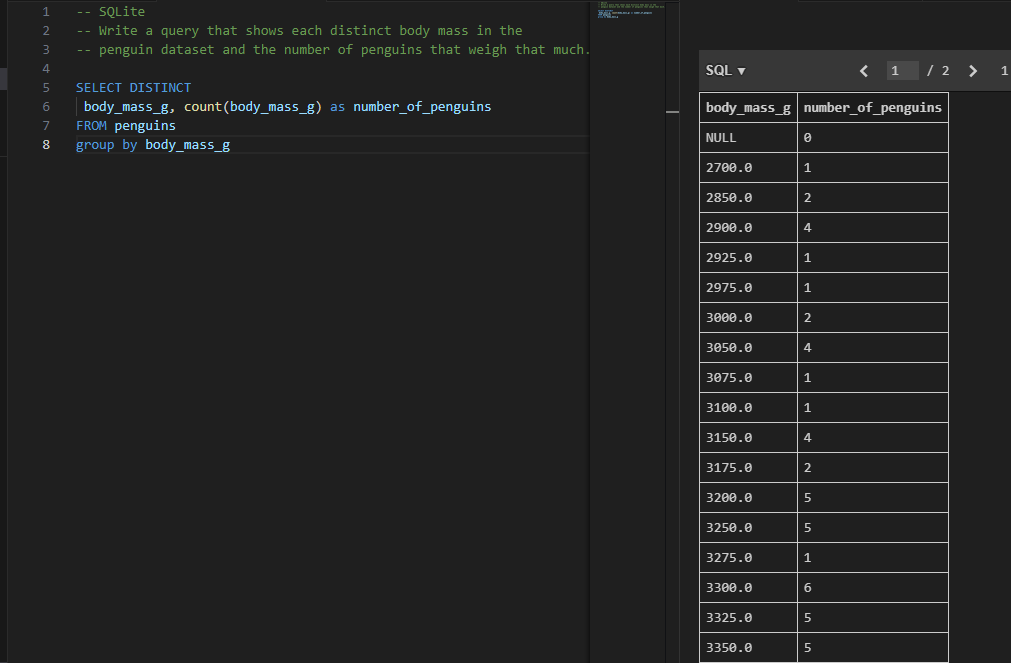 1 -- SQLite
2 -- Write a query that shows each distinct body mass in the
3 -- penguin dataset and the number of penguins that weigh that much.
4
5 SELECT DISTINCT
6 body_mass_g, count(body_mass_g) as number_of_penguins
7 FROM penguins
8 group by body_mass_g
SQL ▼ < 1 / 2 > 1
body_mass_g number_of_penguins
NULL 0
2700.0 1
2850.0 2
2900.0 4
2925.0 1
2975.0 1
3000.0 2
3050.0 4
3075.0 1
3100.0 1
3150.0 4
3175.0 2
3200.0 5
3250.0 5
3275.0 1
3300.0 6
3325.0 5
3350.0 5